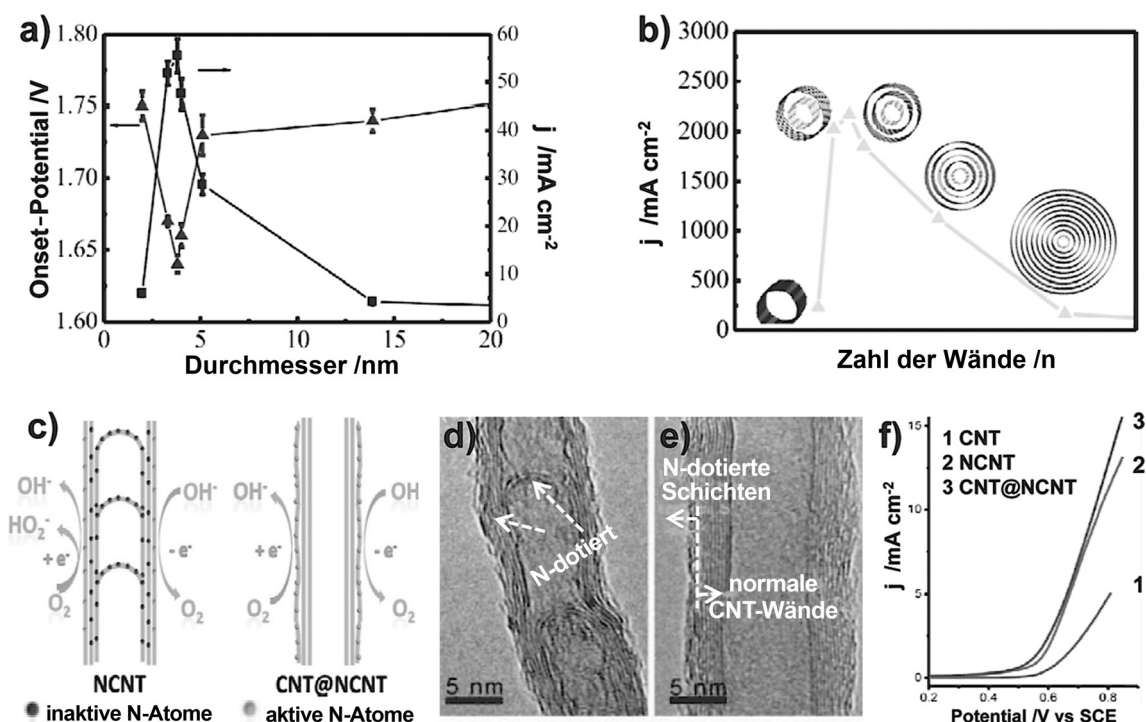 a)
1.80
1.75
1.70
1.65
1.60
Onset-Potential /V
60
50
40
30
20
10
0
j /mA cm-2
0 5 10 15 20
Durchmesser /nm
b)
3000
2500
2000
1500
1000
500
0
j /mA cm-2
Zahl der Wände /n
c)
OH-
HO2-
+e-
O2
OH-
-e-
O2
NCNT
OH-
+e-
O2
OH
-e-
O2
CNT@NCNT
inaktive N-Atome
aktive N-Atome
d)
N-dotiert
5 nm
e)
N-dotierte
Schichten
normale
CNT-Wände
5 nm
f)
1 CNT
2 NCNT
3 CNT@NCNT
3
2
1
15
10
5
0
j /mA cm-2
0.2 0.4 0.6 0.8
Potential /V vs SCE